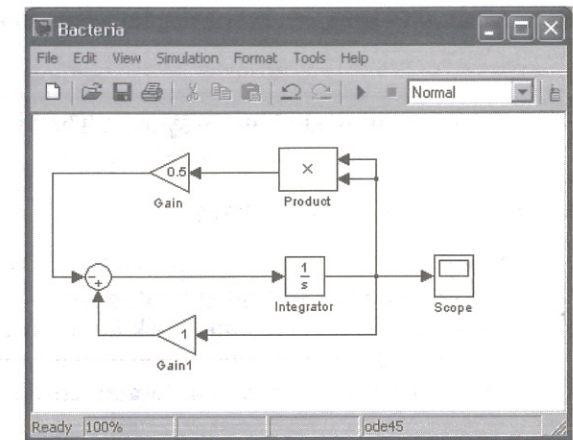 Bacteria
File Edit View Simulation Format Tools Help
Normal
0.5
Gain
×
Product
- +
1
s
Integrator
Scope
1
Gain1
Ready 100% ode45